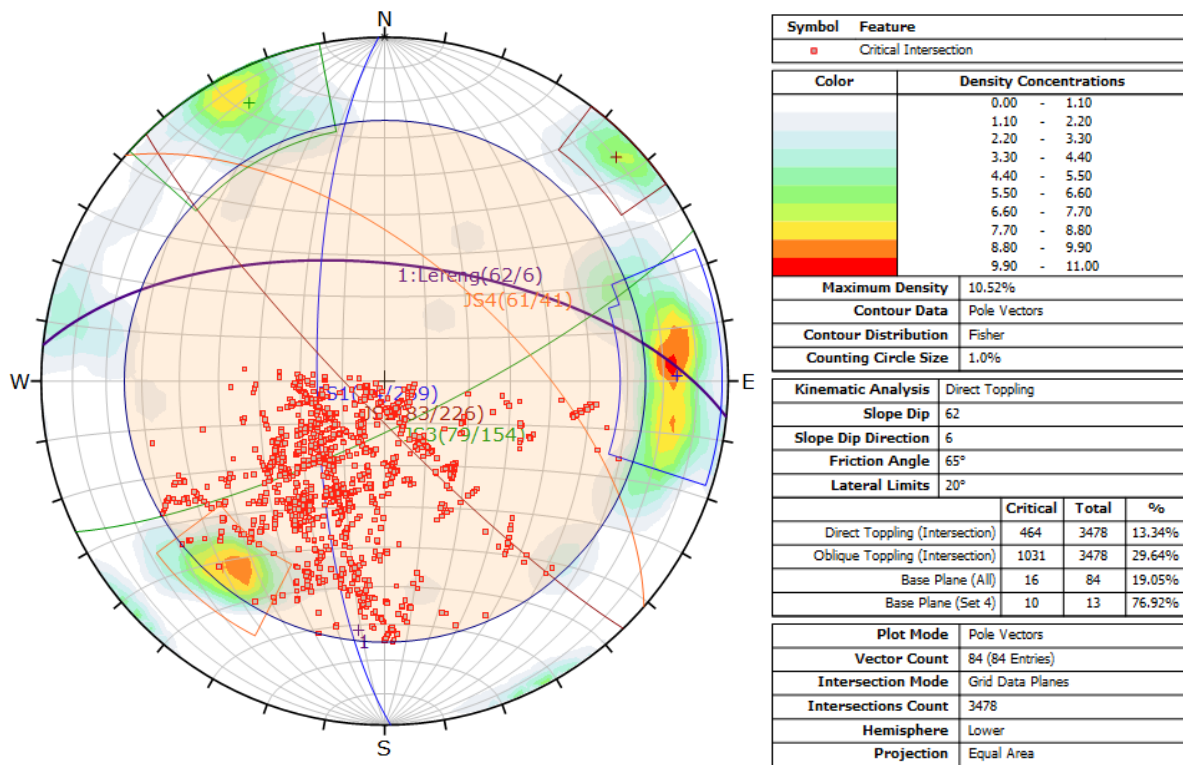 N
1:Lereng(62/6)
JS4(61/41)
W
E
JS3(79/154)
1
S
Symbol Feature
Critical Intersection
Color Density Concentrations
0.00 - 1.10
1.10 - 2.20
2.20 - 3.30
3.30 - 4.40
4.40 - 5.50
5.50 - 6.60
6.60 - 7.70
7.70 - 8.80
8.80 - 9.90
9.90 - 11.00
Maximum Density 10.52%
Contour Data Pole Vectors
Contour Distribution Fisher
Counting Circle Size 1.0%
Kinematic Analysis Direct Toppling
Slope Dip 62
Slope Dip Direction 6
Friction Angle 65°
Lateral Limits 20°
Critical Total %
Direct Toppling (Intersection) 464 3478 13.34%
Oblique Toppling (Intersection) 1031 3478 29.64%
Base Plane (All) 16 84 19.05%
Base Plane (Set 4) 10 13 76.92%
Plot Mode Pole Vectors
Vector Count 84 (84 Entries)
Intersection Mode Grid Data Planes
Intersections Count 3478
Hemisphere Lower
Projection Equal Area